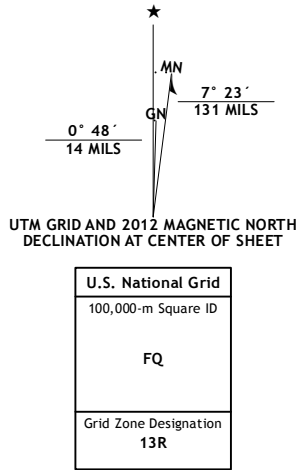 ★
MN
GN
7° 23´
131 MILS
0° 48´
14 MILS
UTM GRID AND 2012 MAGNETIC NORTH
DECLINATION AT CENTER OF SHEET
U.S. National Grid
100,000-m Square ID
FQ
Grid Zone Designation
13R